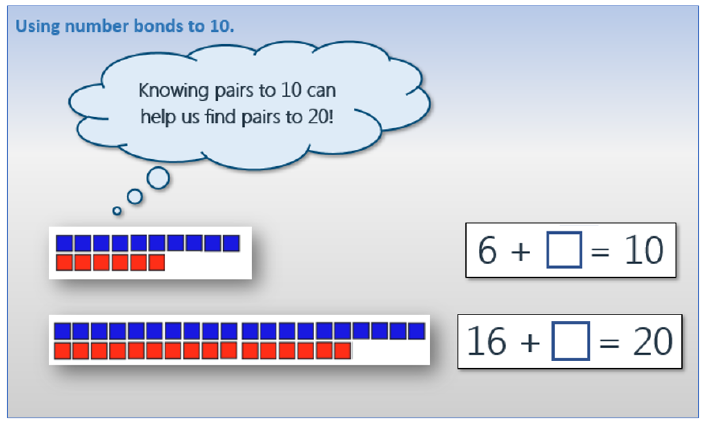 Using number bonds to 10.
Knowing pairs to 10 can
help us find pairs to 20!
6 + □ = 10
16 + □ = 20